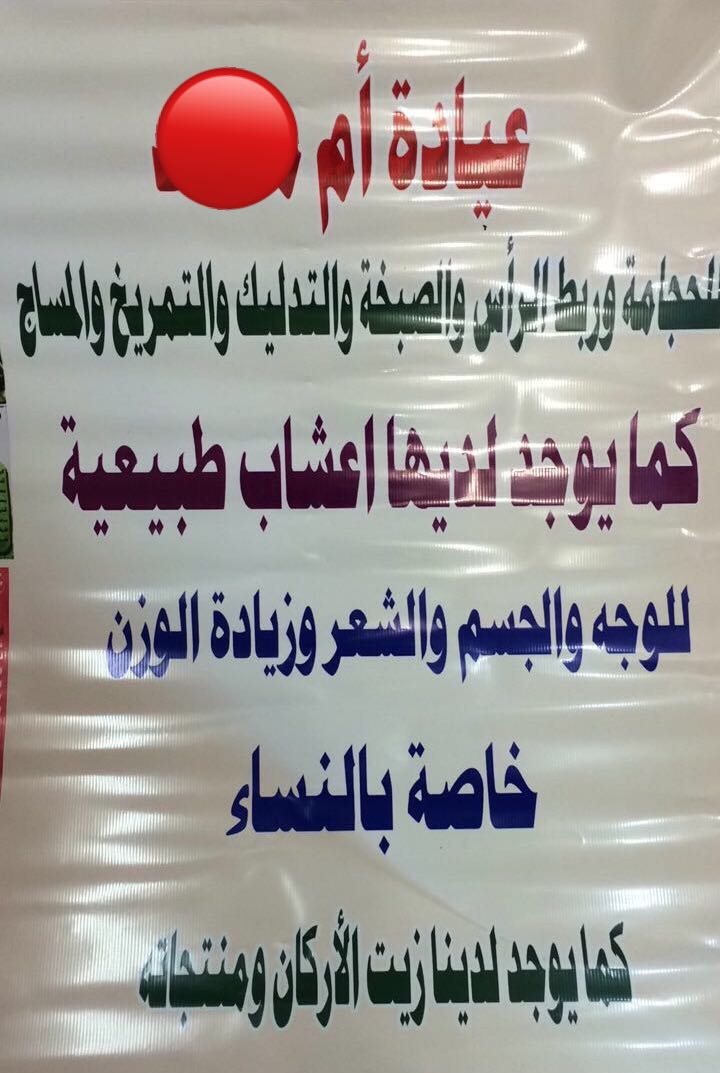 عيادة أم
للحجامة وربط الرأس والصبخة والتدليك والتمريخ والمساج
كما يوجد لديها اعشاب طبيعية
للوجه والجسم والشعر وزيادة الوزن
خاصة بالنساء
كما يوجد لدينا زيت الأركان ومنتجاته